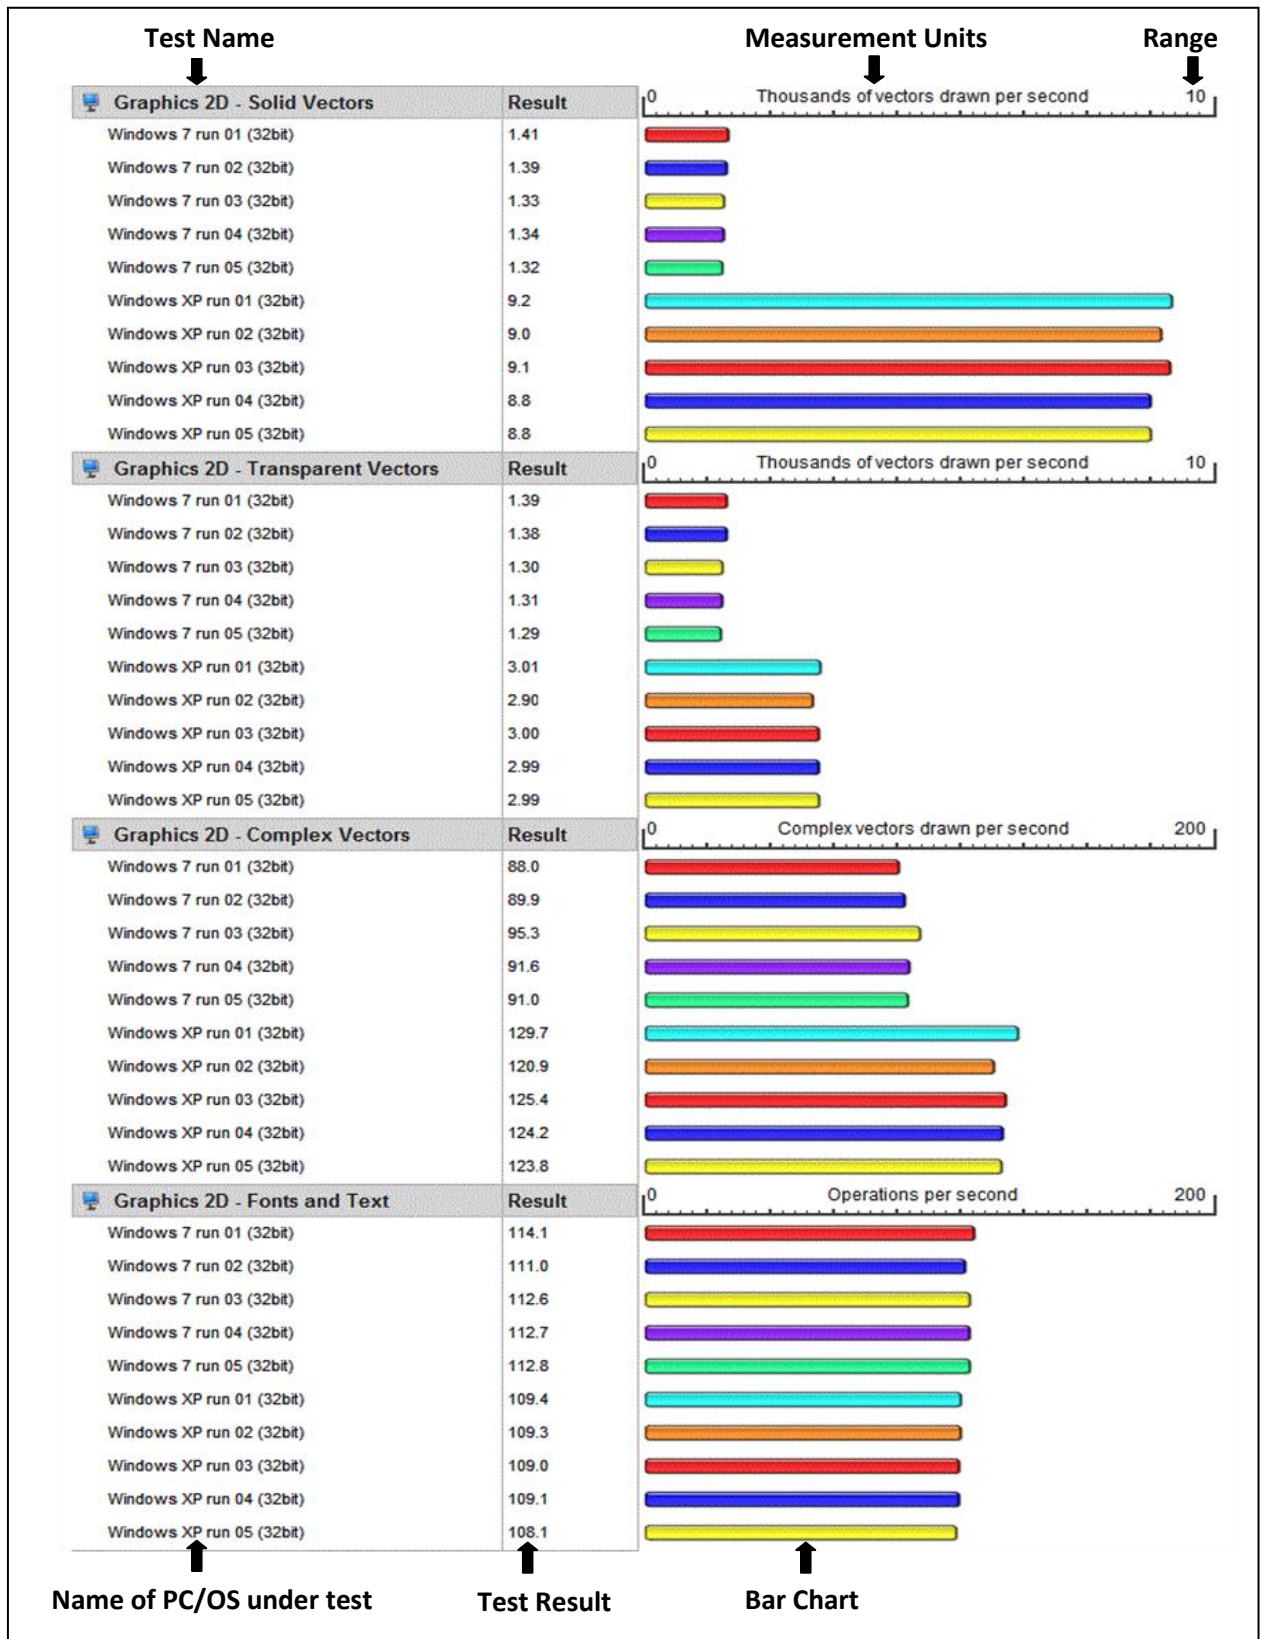 Test Name Measurement Units Range
Graphics 2D - Solid Vectors Result 0 Thousands of vectors drawn per second 10
Windows 7 run 01 (32bit) 1.41
Windows 7 run 02 (32bit) 1.39
Windows 7 run 03 (32bit) 1.33
Windows 7 run 04 (32bit) 1.34
Windows 7 run 05 (32bit) 1.32
Windows XP run 01 (32bit) 9.2
Windows XP run 02 (32bit) 9.0
Windows XP run 03 (32bit) 9.1
Windows XP run 04 (32bit) 8.8
Windows XP run 05 (32bit) 8.8
Graphics 2D - Transparent Vectors Result 0 Thousands of vectors drawn per second 10
Windows 7 run 01 (32bit) 1.39
Windows 7 run 02 (32bit) 1.38
Windows 7 run 03 (32bit) 1.30
Windows 7 run 04 (32bit) 1.31
Windows 7 run 05 (32bit) 1.29
Windows XP run 01 (32bit) 3.01
Windows XP run 02 (32bit) 2.90
Windows XP run 03 (32bit) 3.00
Windows XP run 04 (32bit) 2.99
Windows XP run 05 (32bit) 2.99
Graphics 2D - Complex Vectors Result 0 Complex vectors drawn per second 200
Windows 7 run 01 (32bit) 88.0
Windows 7 run 02 (32bit) 89.9
Windows 7 run 03 (32bit) 95.3
Windows 7 run 04 (32bit) 91.6
Windows 7 run 05 (32bit) 91.0
Windows XP run 01 (32bit) 129.7
Windows XP run 02 (32bit) 120.9
Windows XP run 03 (32bit) 125.4
Windows XP run 04 (32bit) 124.2
Windows XP run 05 (32bit) 123.8
Graphics 2D - Fonts and Text Result 0 Operations per second 200
Windows 7 run 01 (32bit) 114.1
Windows 7 run 02 (32bit) 111.0
Windows 7 run 03 (32bit) 112.6
Windows 7 run 04 (32bit) 112.7
Windows 7 run 05 (32bit) 112.8
Windows XP run 01 (32bit) 109.4
Windows XP run 02 (32bit) 109.3
Windows XP run 03 (32bit) 109.0
Windows XP run 04 (32bit) 109.1
Windows XP run 05 (32bit) 108.1
Name of PC/OS under test Test Result Bar Chart